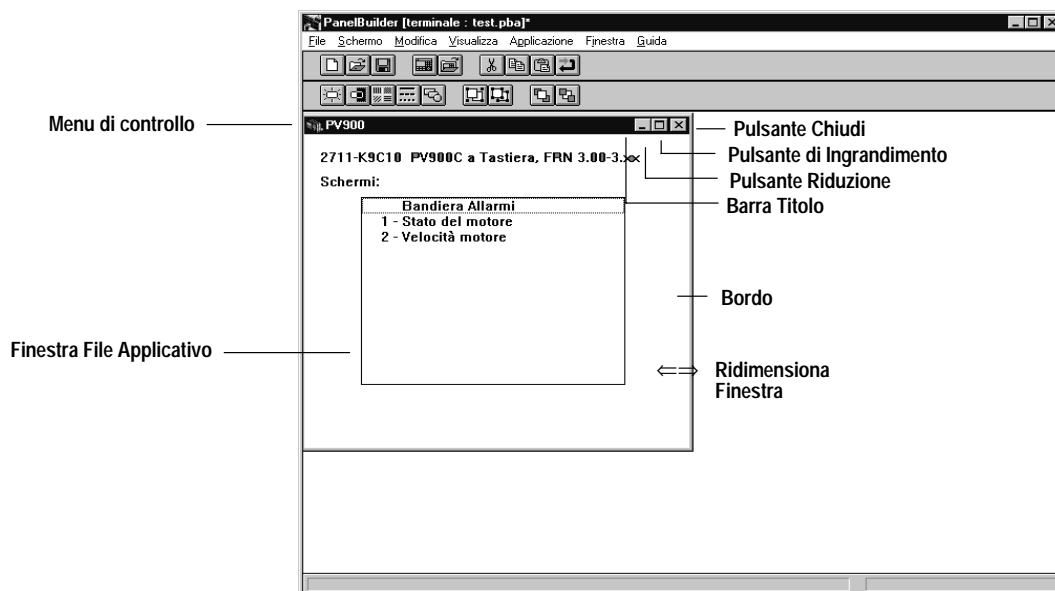 PanelBuilder [terminale : test.pba]*
File Schermo Modifica Visualizza Applicazione Finestra Guida
Menu di controllo
PV900
Pulsante Chiudi
2711-K9C10 PV900C a Tastiera, FRN 3.00-3.xx
Pulsante di Ingrandimento
Schermi:
Pulsante Riduzione
Bandiera Allarmi
Barra Titolo
1 - Stato del motore
2 - Velocità motore
Bordo
Finestra File Applicativo
Ridimensiona
Finestra